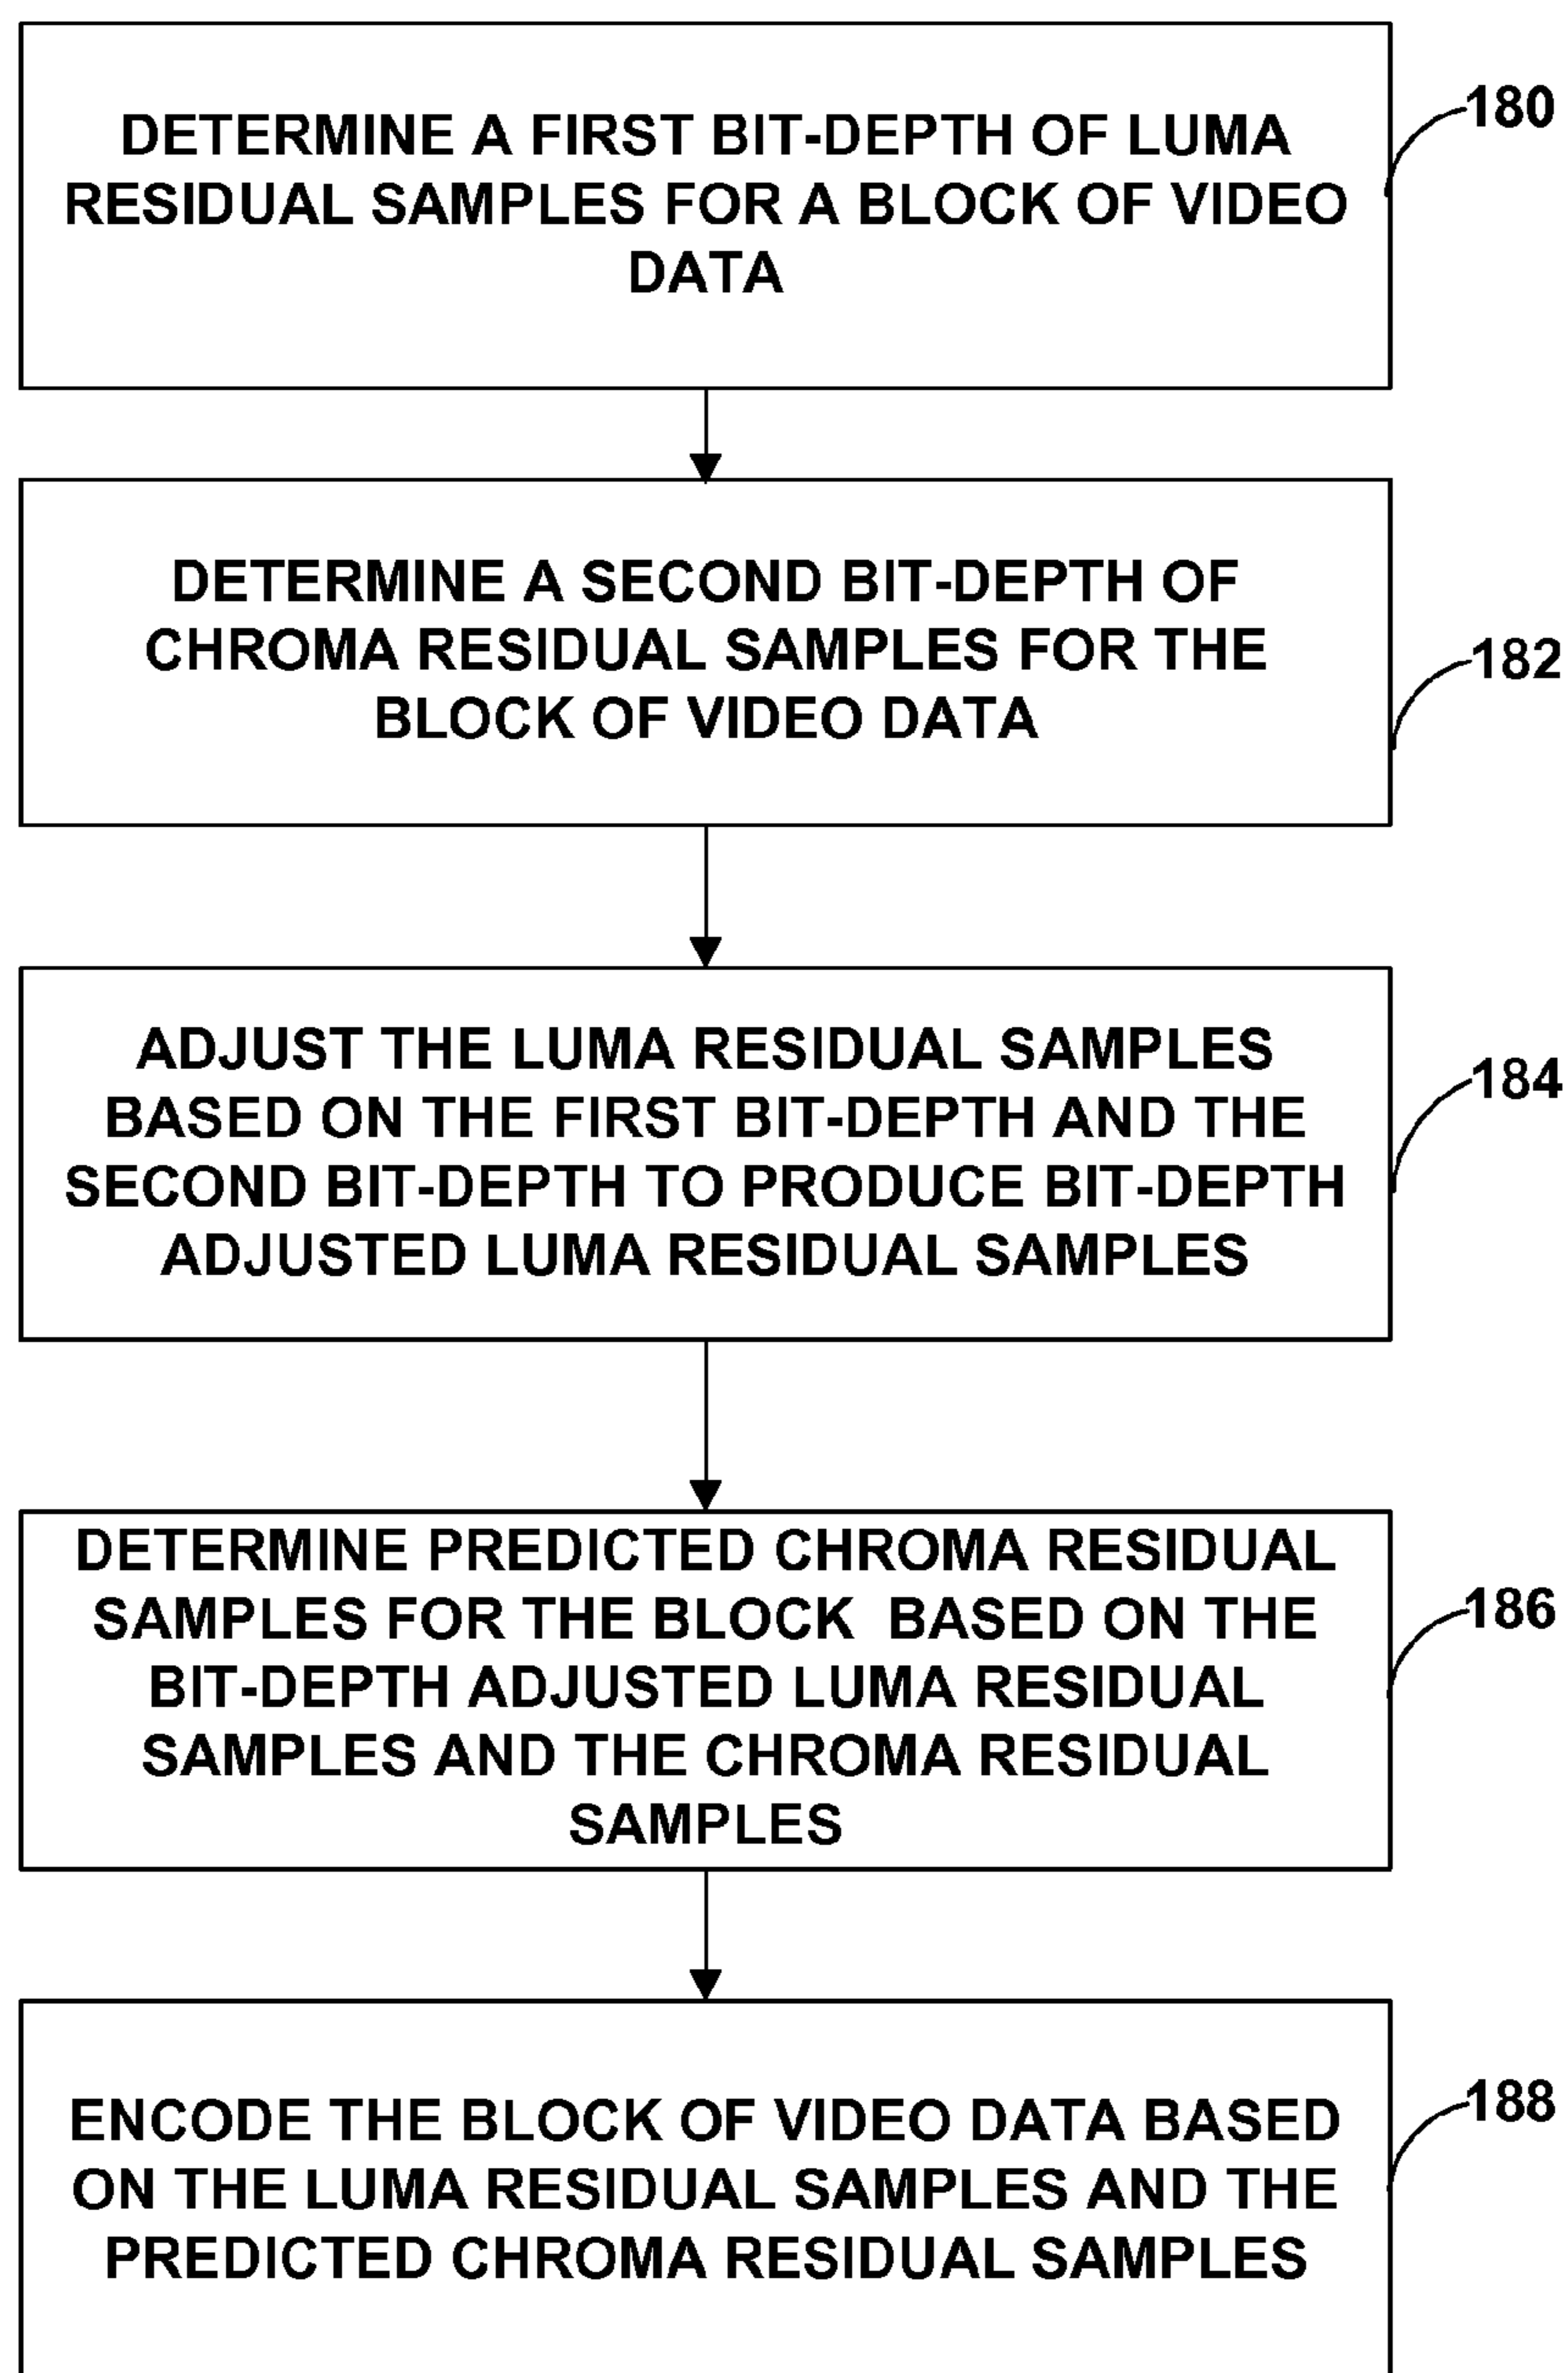 DETERMINE A FIRST BIT-DEPTH OF LUMA
RESIDUAL SAMPLES FOR A BLOCK OF VIDEO
DATA
180
DETERMINE A SECOND BIT-DEPTH OF
CHROMA RESIDUAL SAMPLES FOR THE
BLOCK OF VIDEO DATA
182
ADJUST THE LUMA RESIDUAL SAMPLES
BASED ON THE FIRST BIT-DEPTH AND THE
SECOND BIT-DEPTH TO PRODUCE BIT-DEPTH
ADJUSTED LUMA RESIDUAL SAMPLES
184
DETERMINE PREDICTED CHROMA RESIDUAL
SAMPLES FOR THE BLOCK BASED ON THE
BIT-DEPTH ADJUSTED LUMA RESIDUAL
SAMPLES AND THE CHROMA RESIDUAL
SAMPLES
186
ENCODE THE BLOCK OF VIDEO DATA BASED
ON THE LUMA RESIDUAL SAMPLES AND THE
PREDICTED CHROMA RESIDUAL SAMPLES
188